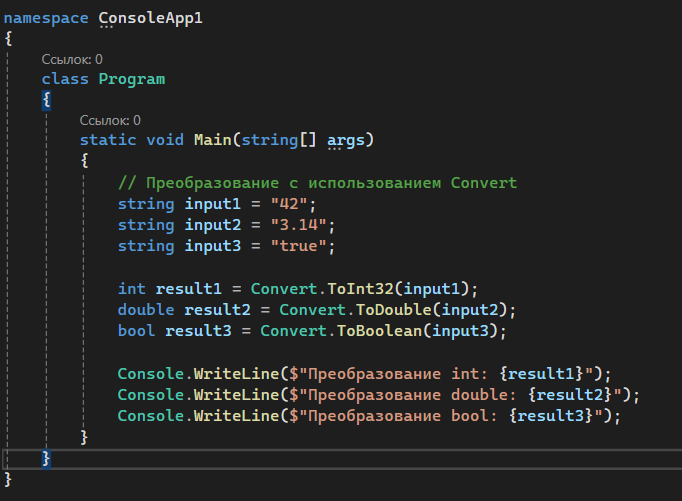 namespace ConsoleApp1
{
Ссылок: 0
class Program
{
Ссылок: 0
static void Main(string[] args)
{
// Преобразование с использованием Convert
string input1 = "42";
string input2 = "3.14";
string input3 = "true";
int result1 = Convert.ToInt32(input1);
double result2 = Convert.ToDouble(input2);
bool result3 = Convert.ToBoolean(input3);
Console.WriteLine($"Преобразование int: {result1}");
Console.WriteLine($"Преобразование double: {result2}");
Console.WriteLine($"Преобразование bool: {result3}");
}
}
}